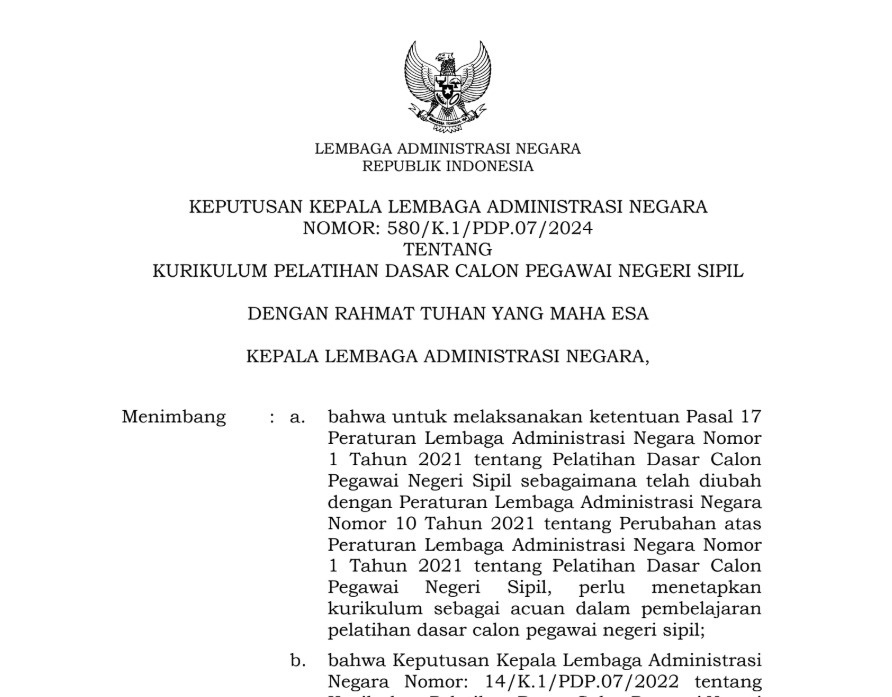 LEMBAGA ADMINISTRASI NEGARA
REPUBLIK INDONESIA
KEPUTUSAN KEPALA LEMBAGA ADMINISTRASI NEGARA
NOMOR: 580/K.1/PDP.07/2024
TENTANG
KURIKULUM PELATIHAN DASAR CALON PEGAWAI NEGERI SIPIL
DENGAN RAHMAT TUHAN YANG MAHA ESA
KEPALA LEMBAGA ADMINISTRASI NEGARA,
Menimbang : a. bahwa untuk melaksanakan ketentuan Pasal 17
Peraturan Lembaga Administrasi Negara Nomor
1 Tahun 2021 tentang Pelatihan Dasar Calon
Pegawai Negeri Sipil sebagaimana telah diubah
dengan Peraturan Lembaga Administrasi Negara
Nomor 10 Tahun 2021 tentang Perubahan atas
Peraturan Lembaga Administrasi Negara Nomor
1 Tahun 2021 tentang Pelatihan Dasar Calon
Pegawai Negeri Sipil, perlu menetapkan
kurikulum sebagai acuan dalam pembelajaran
pelatihan dasar calon pegawai negeri sipil;
b. bahwa Keputusan Kepala Lembaga Administrasi
Negara Nomor: 14/K.1/PDP.07/2022 tentang